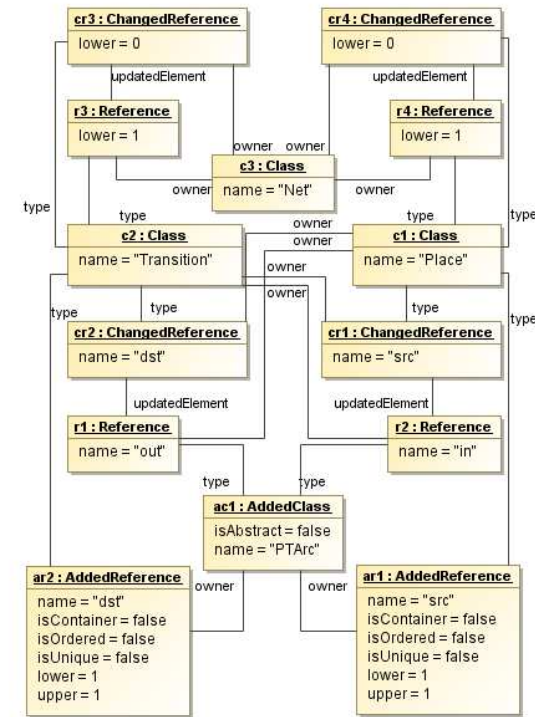 cr3 : ChangedReference
lower = 0
cr4 : ChangedReference
lower = 0
updatedElement
updatedElement
r3 : Reference
lower = 1
r4 : Reference
lower = 1
owner owner
c3 : Class
name = "Net"
owner
owner
type
type
type
type
owner
owner
c2 : Class
name = "Transition"
c1 : Class
name = "Place"
owner
owner
type
type
type
type
cr2 : ChangedReference
name = "dst"
cr1 : ChangedReference
name = "src"
updatedElement
updatedElement
r1 : Reference
name = "out"
r2 : Reference
name = "in"
type
type
ac1 : AddedClass
isAbstract = false
name = "PTArc"
ar2 : AddedReference
name = "dst"
isContainer = false
isOrdered = false
isUnique = false
lower = 1
upper = 1
owner
owner
ar1 : AddedReference
name = "src"
isContainer = false
isOrdered = false
isUnique = false
lower = 1
upper = 1